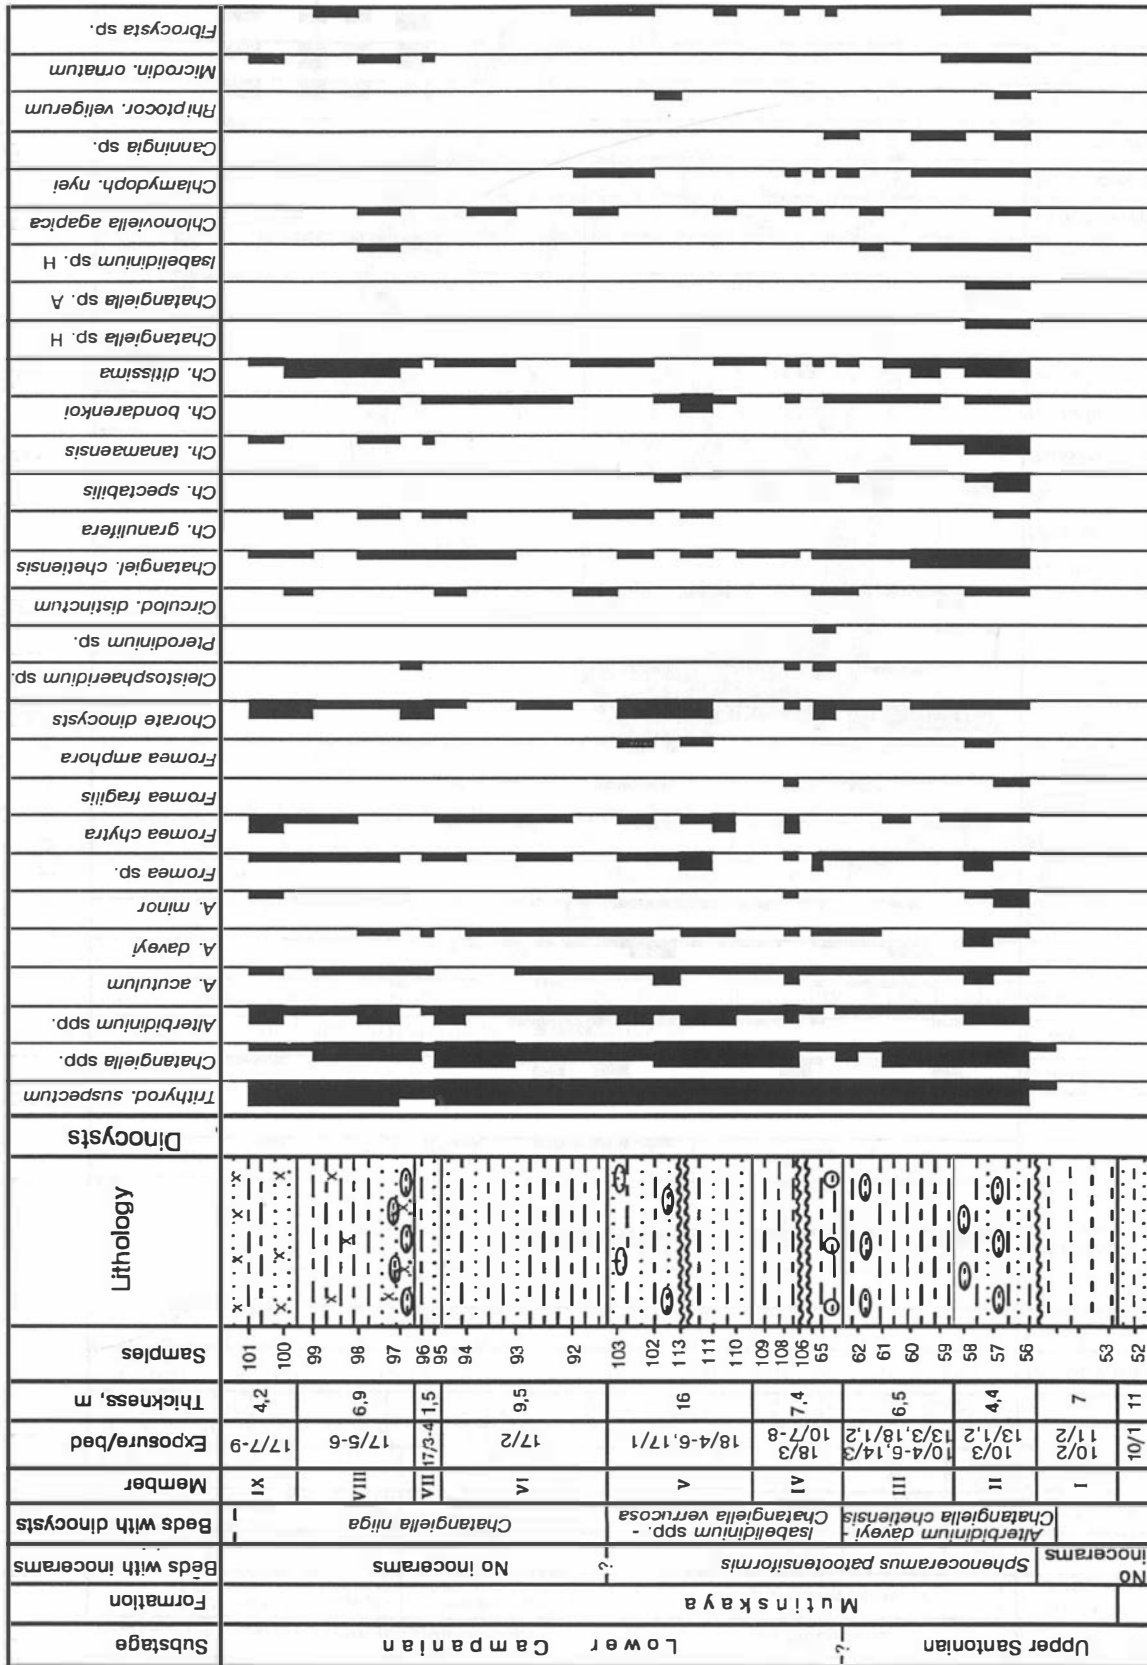 Substage
Upper Santonian
-?-
Lower Campanian
Formation
Mutinskaya
Beds with inocerams
No inocerams
Sphenoceramus patootensiformis
-?-
No inocerams
Beds with dinocysts
Alterbidinium daveyi -
Chatangiella chetiensis
Isabelidinium spp. -
Chatangiella verrucosa
Chatangiella niiga
Member
I
II
III
IV
V
VI
VII
VIII
IX
Exposure/bed
10/1
10/2
11/2
10/3
13/1,2
10/4-6,14/3
13/3,18/1,2
18/3
10/7-8
18/4-6,17/1
17/2
17/3-4
17/5-6
17/7-9
Thickness, m
11
7
4,4
6,5
7,4
16
9,5
1,5
6,9
4,2
Samples
52
53
56
57
58
59
60
61
62
65
106
108
109
110
111
113
102
103
92
93
94
95
96
97
98
99
100
101
Lithology
Dinocysts
Trithyrod. suspectum
Chatangiella spp.
Alterbidinium spp.
A. acutulum
A. daveyi
A. minor
Fromea sp.
Fromea chytra
Fromea fragilis
Fromea amphora
Chorate dinocysts
Cleistosphaeridium sp.
Pterodinium sp.
Circulod. distinctum
Chatangiel. chetiensis
Ch. granulifera
Ch. spectabilis
Ch. tanamaensis
Ch. bondarenkoi
Ch. ditissima
Chatangiella sp. H
Chatangiella sp. A
Isabelidinium sp. H
Chlonoviella agapica
Chlamydoph. nyei
Canningia sp.
Rhiptocor. veligerum
Microdin. ornatum
Fibrocysta sp.